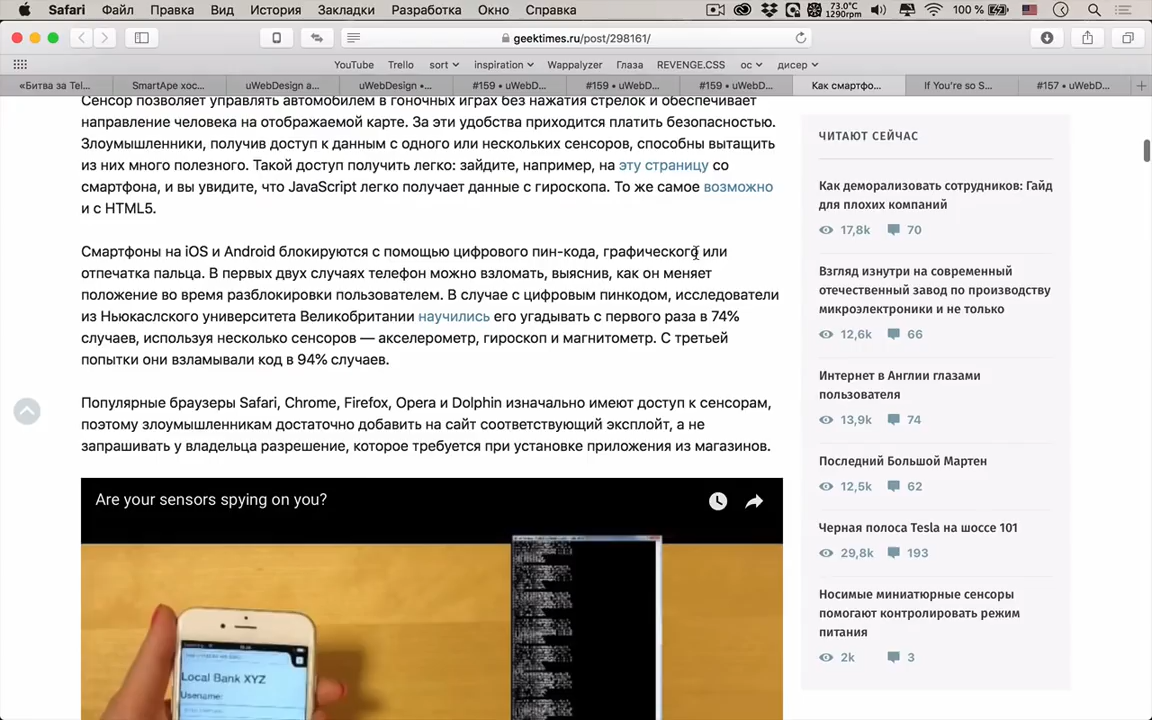 Safari Файл Правка Вид История Закладки Разработка Окно Справка 73.0°C 1290rpm 100 %
geektimes.ru/post/298161/
YouTube Trello sort inspiration Wappalyzer Глаза REVENGE.CSS ос дисер
«Битва за Tel... SmartApe хос... uWebDesign a... uWebDesign •... #159 • uWebD... #159 • uWebD... #159 • uWebD... Как смартфо... If You're so S... #157 • uWebD...
Сенсор позволяет управлять автомобилем в гоночных играх без нажатия стрелок и обеспечивает
направление человека на отображаемой карте. За эти удобства приходится платить безопасностью.
Злоумышленники, получив доступ к данным с одного или нескольких сенсоров, способны вытащить
из них много полезного. Такой доступ получить легко: зайдите, например, на эту страницу со
смартфона, и вы увидите, что JavaScript легко получает данные с гироскопа. То же самое возможно
и с HTML5.
Смартфоны на iOS и Android блокируются с помощью цифрового пин-кода, графического или
отпечатка пальца. В первых двух случаях телефон можно взломать, выяснив, как он меняет
положение во время разблокировки пользователем. В случае с цифровым пинкодом, исследователи
из Ньюкаслского университета Великобритании научились его угадывать с первого раза в 74%
случаев, используя несколько сенсоров — акселерометр, гироскоп и магнитометр. С третьей
попытки они взламывали код в 94% случаев.
Популярные браузеры Safari, Chrome, Firefox, Opera и Dolphin изначально имеют доступ к сенсорам,
поэтому злоумышленникам достаточно добавить на сайт соответствующий эксплойт, а не
запрашивать у владельца разрешение, которое требуется при установке приложения из магазинов.
Are your sensors spying on you?
Local Bank XYZ
Username:
ЧИТАЮТ СЕЙЧАС
Как деморализовать сотрудников: Гайд
для плохих компаний
17,8k 70
Взгляд изнутри на современный
отечественный завод по производству
микроэлектроники и не только
12,6k 66
Интернет в Англии глазами
пользователя
13,9k 74
Последний Большой Мартен
12,5k 62
Черная полоса Tesla на шоссе 101
29,8k 193
Носимые миниатюрные сенсоры
помогают контролировать режим
питания
2k 3